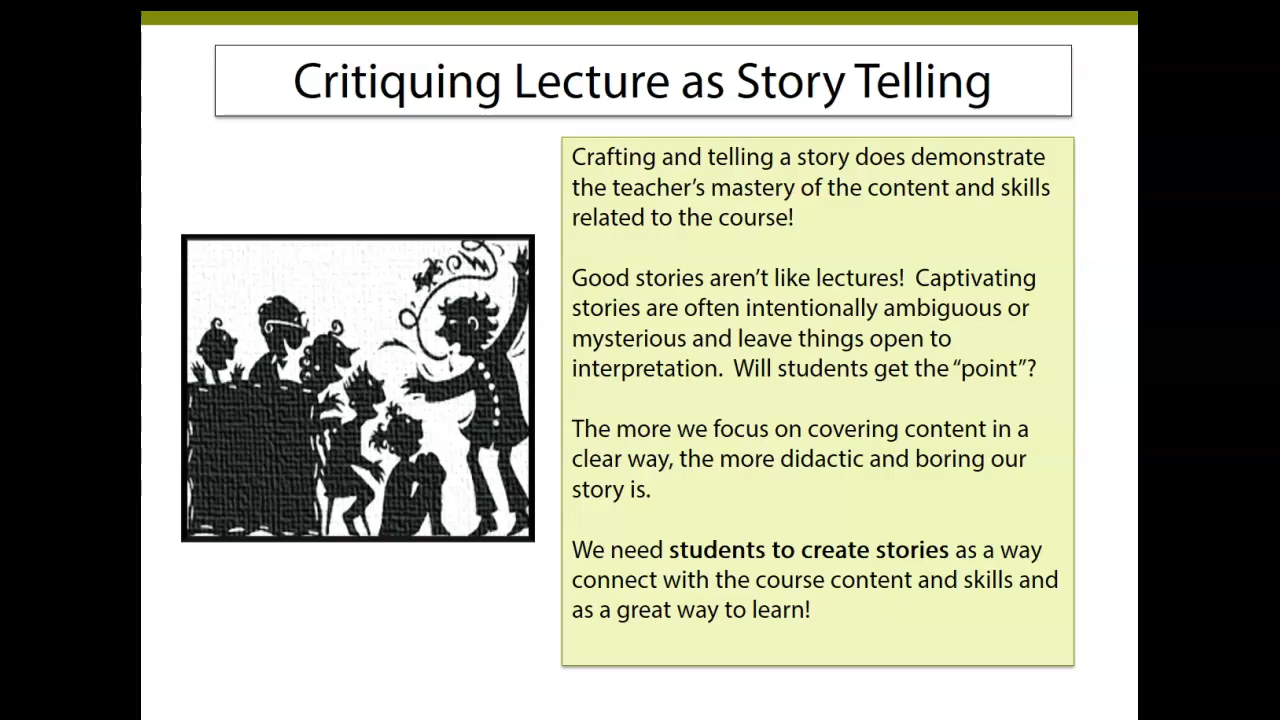 Critiquing Lecture as Story Telling
Crafting and telling a story does demonstrate
the teacher’s mastery of the content and skills
related to the course!
Good stories aren’t like lectures!  Captivating
stories are often intentionally ambiguous or
mysterious and leave things open to
interpretation.  Will students get the “point”?
The more we focus on covering content in a
clear way, the more didactic and boring our
story is.
We need students to create stories as a way
connect with the course content and skills and
as a great way to learn!